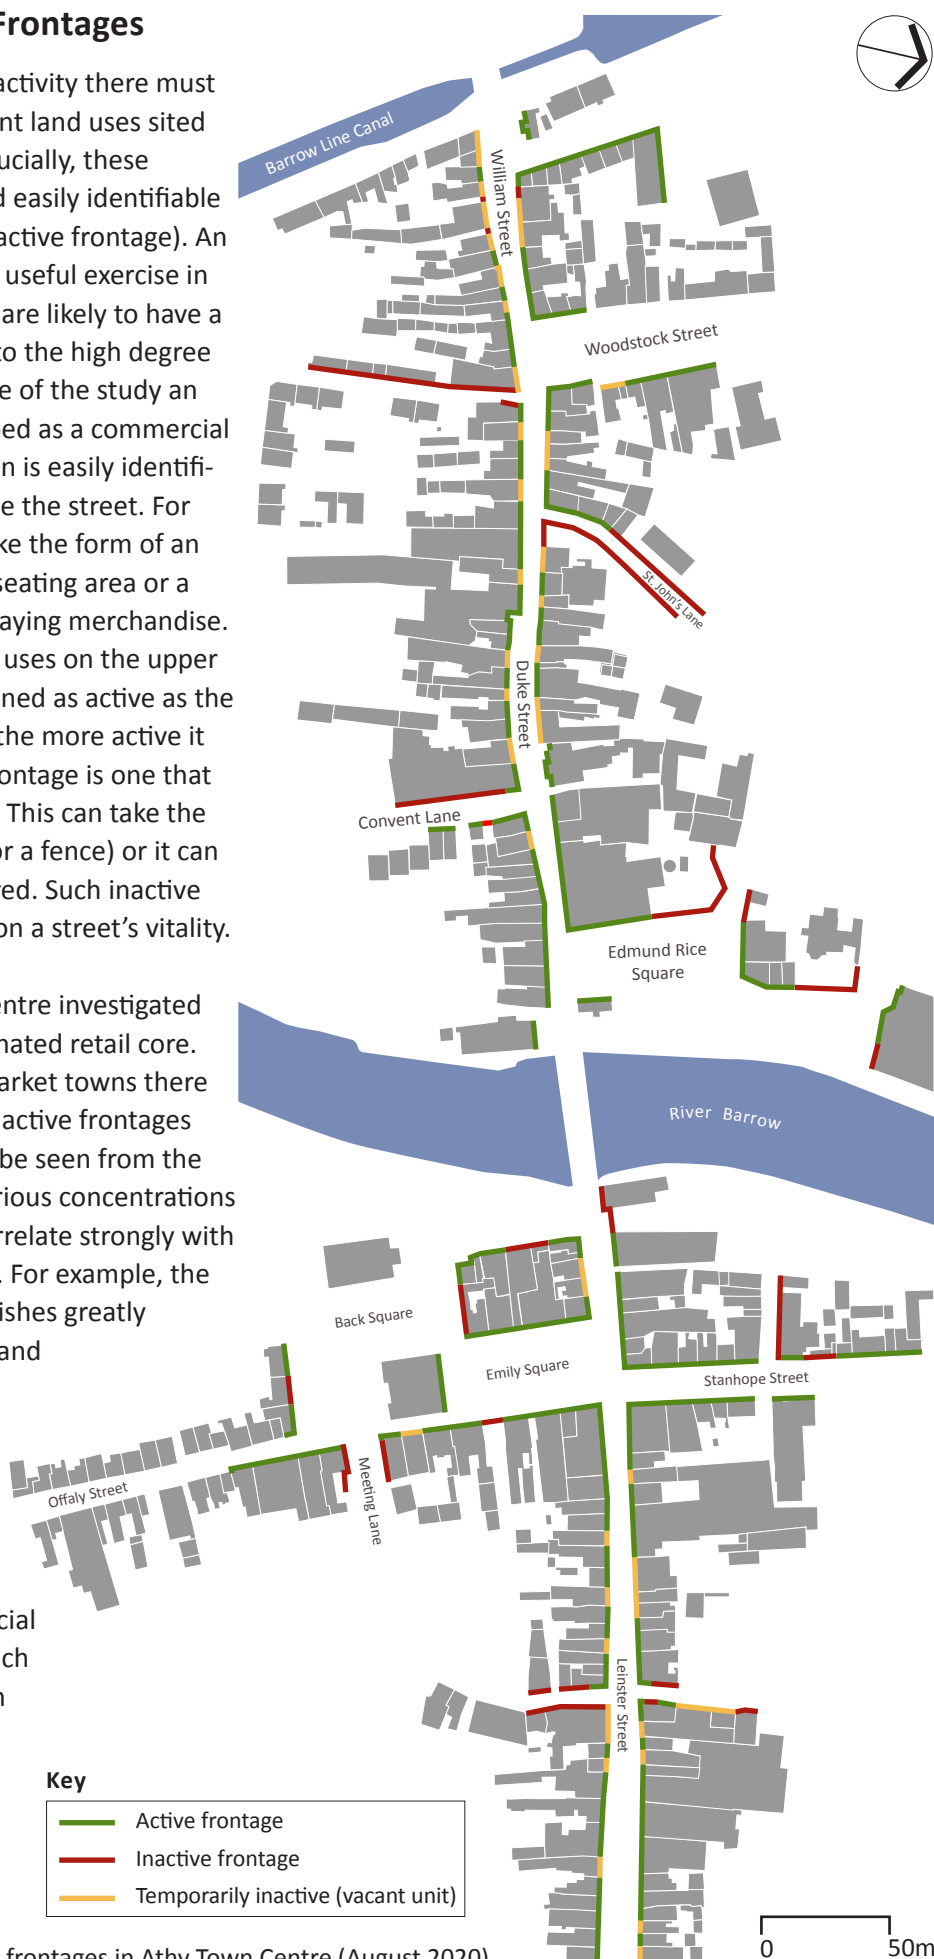 Frontages
activity there must
nt land uses sited
ucially, these
d easily identifiable
active frontage). An
useful exercise in
are likely to have a
to the high degree
e of the study an
bed as a commercial
n is easily identifi-
e the street. For
ke the form of an
seating area or a
aying merchandise.
uses on the upper
ned as active as the
the more active it
ontage is one that
This can take the
or a fence) or it can
red. Such inactive
on a street’s vitality.
entre investigated
nated retail core.
arket towns there
active frontages
be seen from the
rious concentrations
rrelate strongly with
. For example, the
ishes greatly
and
cial
ch
n
Barrow Line Canal
William Street
Woodstock Street
St. John's Lane
Duke Street
Convent Lane
Edmund Rice
Square
River Barrow
Back Square
Emily Square
Stanhope Street
Offaly Street
Meeting Lane
Leinster Street
Key
Active frontage
Inactive frontage
Temporarily inactive (vacant unit)
0 50m
frontages in Athy Town Centre (August 2020)